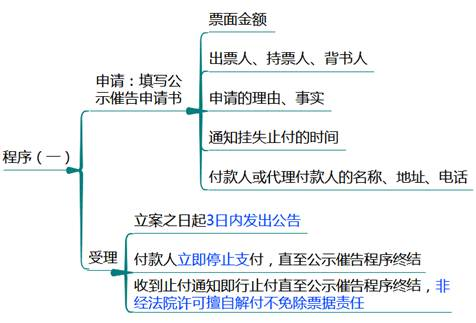 程序（一）
申请：填写公
示催告申请书
票面金额
出票人、持票人、背书人
申请的理由、事实
通知挂失止付的时间
付款人或代理付款人的名称、地址、电话
受理
立案之日起3日内发出公告
付款人立即停止支付，直至公示催告程序终结
收到止付通知即行止付直至公示催告程序终结，非
经法院许可擅自解付不免除票据责任